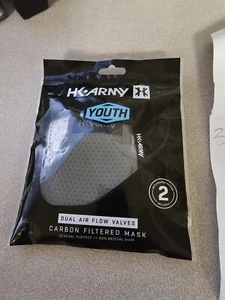 HK ARMY
YOUTH
HK ARMY
2
DUAL AIR FLOW VALVES
CARBON FILTERED MASK
GENERAL PURPOSE // NON-MEDICAL MASK